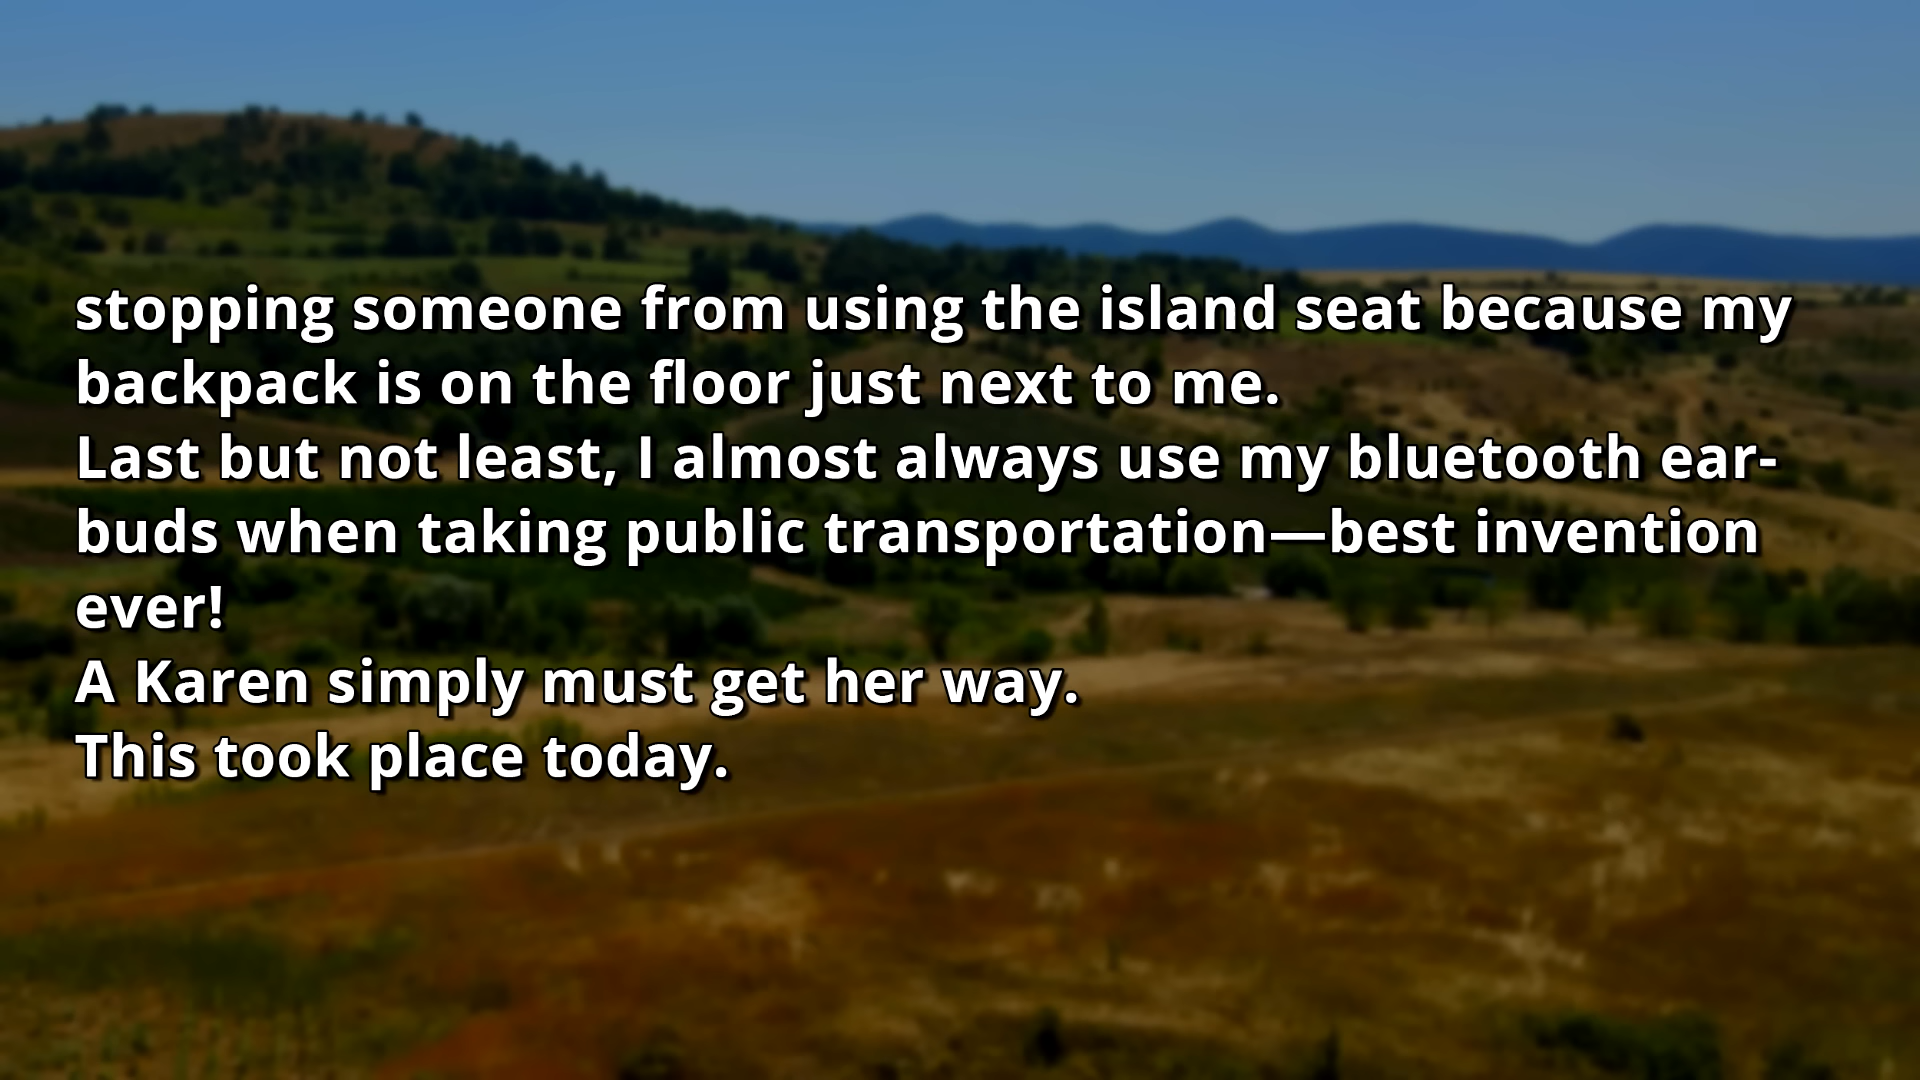 stopping someone from using the island seat because my
backpack is on the floor just next to me.
Last but not least, I almost always use my bluetooth ear-
buds when taking public transportation—best invention
ever!
A Karen simply must get her way.
This took place today.